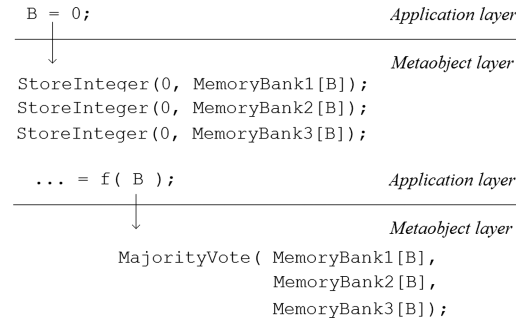 B = 0; Application layer
Metaobject layer
StoreInteger(0, MemoryBank1[B]);
StoreInteger(0, MemoryBank2[B]);
StoreInteger(0, MemoryBank3[B]);
... = f( B ); Application layer
Metaobject layer
MajorityVote( MemoryBank1[B],
MemoryBank2[B],
MemoryBank3[B]);